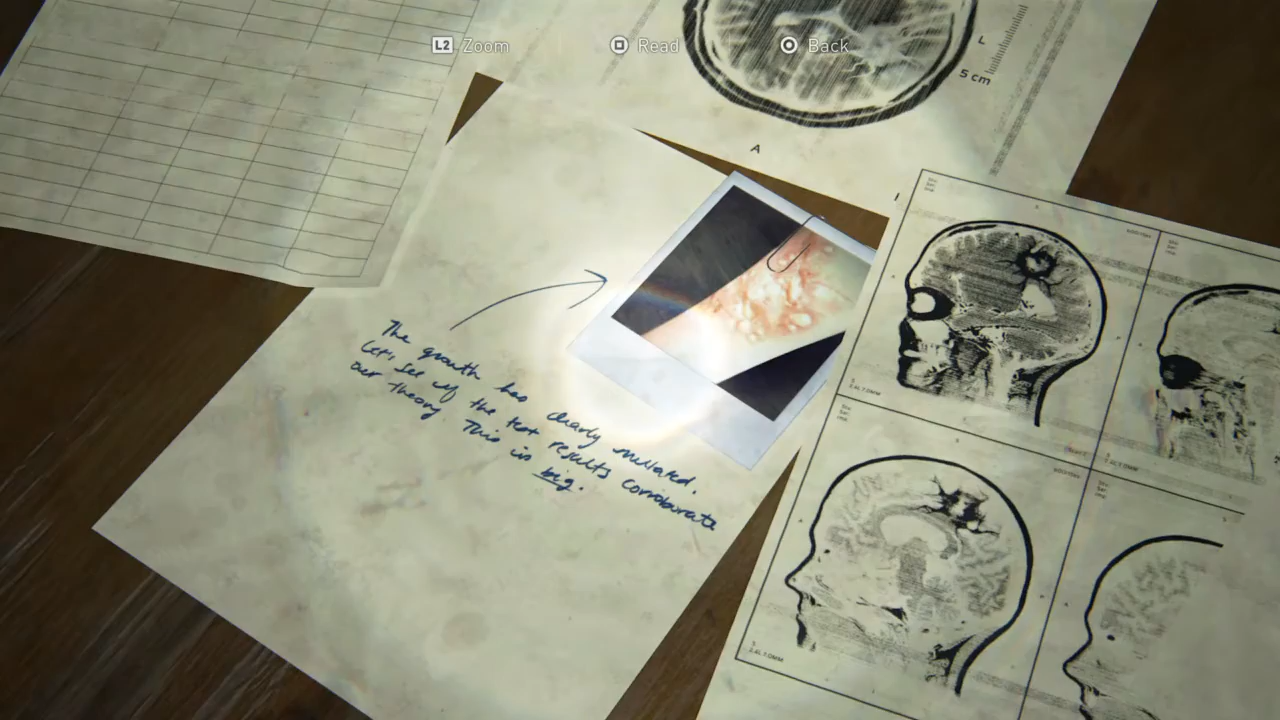 L2 Zoom
Read
Back
L
5 cm
A
The growth has clearly mutated.
Let's see if the test results corroborate
our theory. This is big.